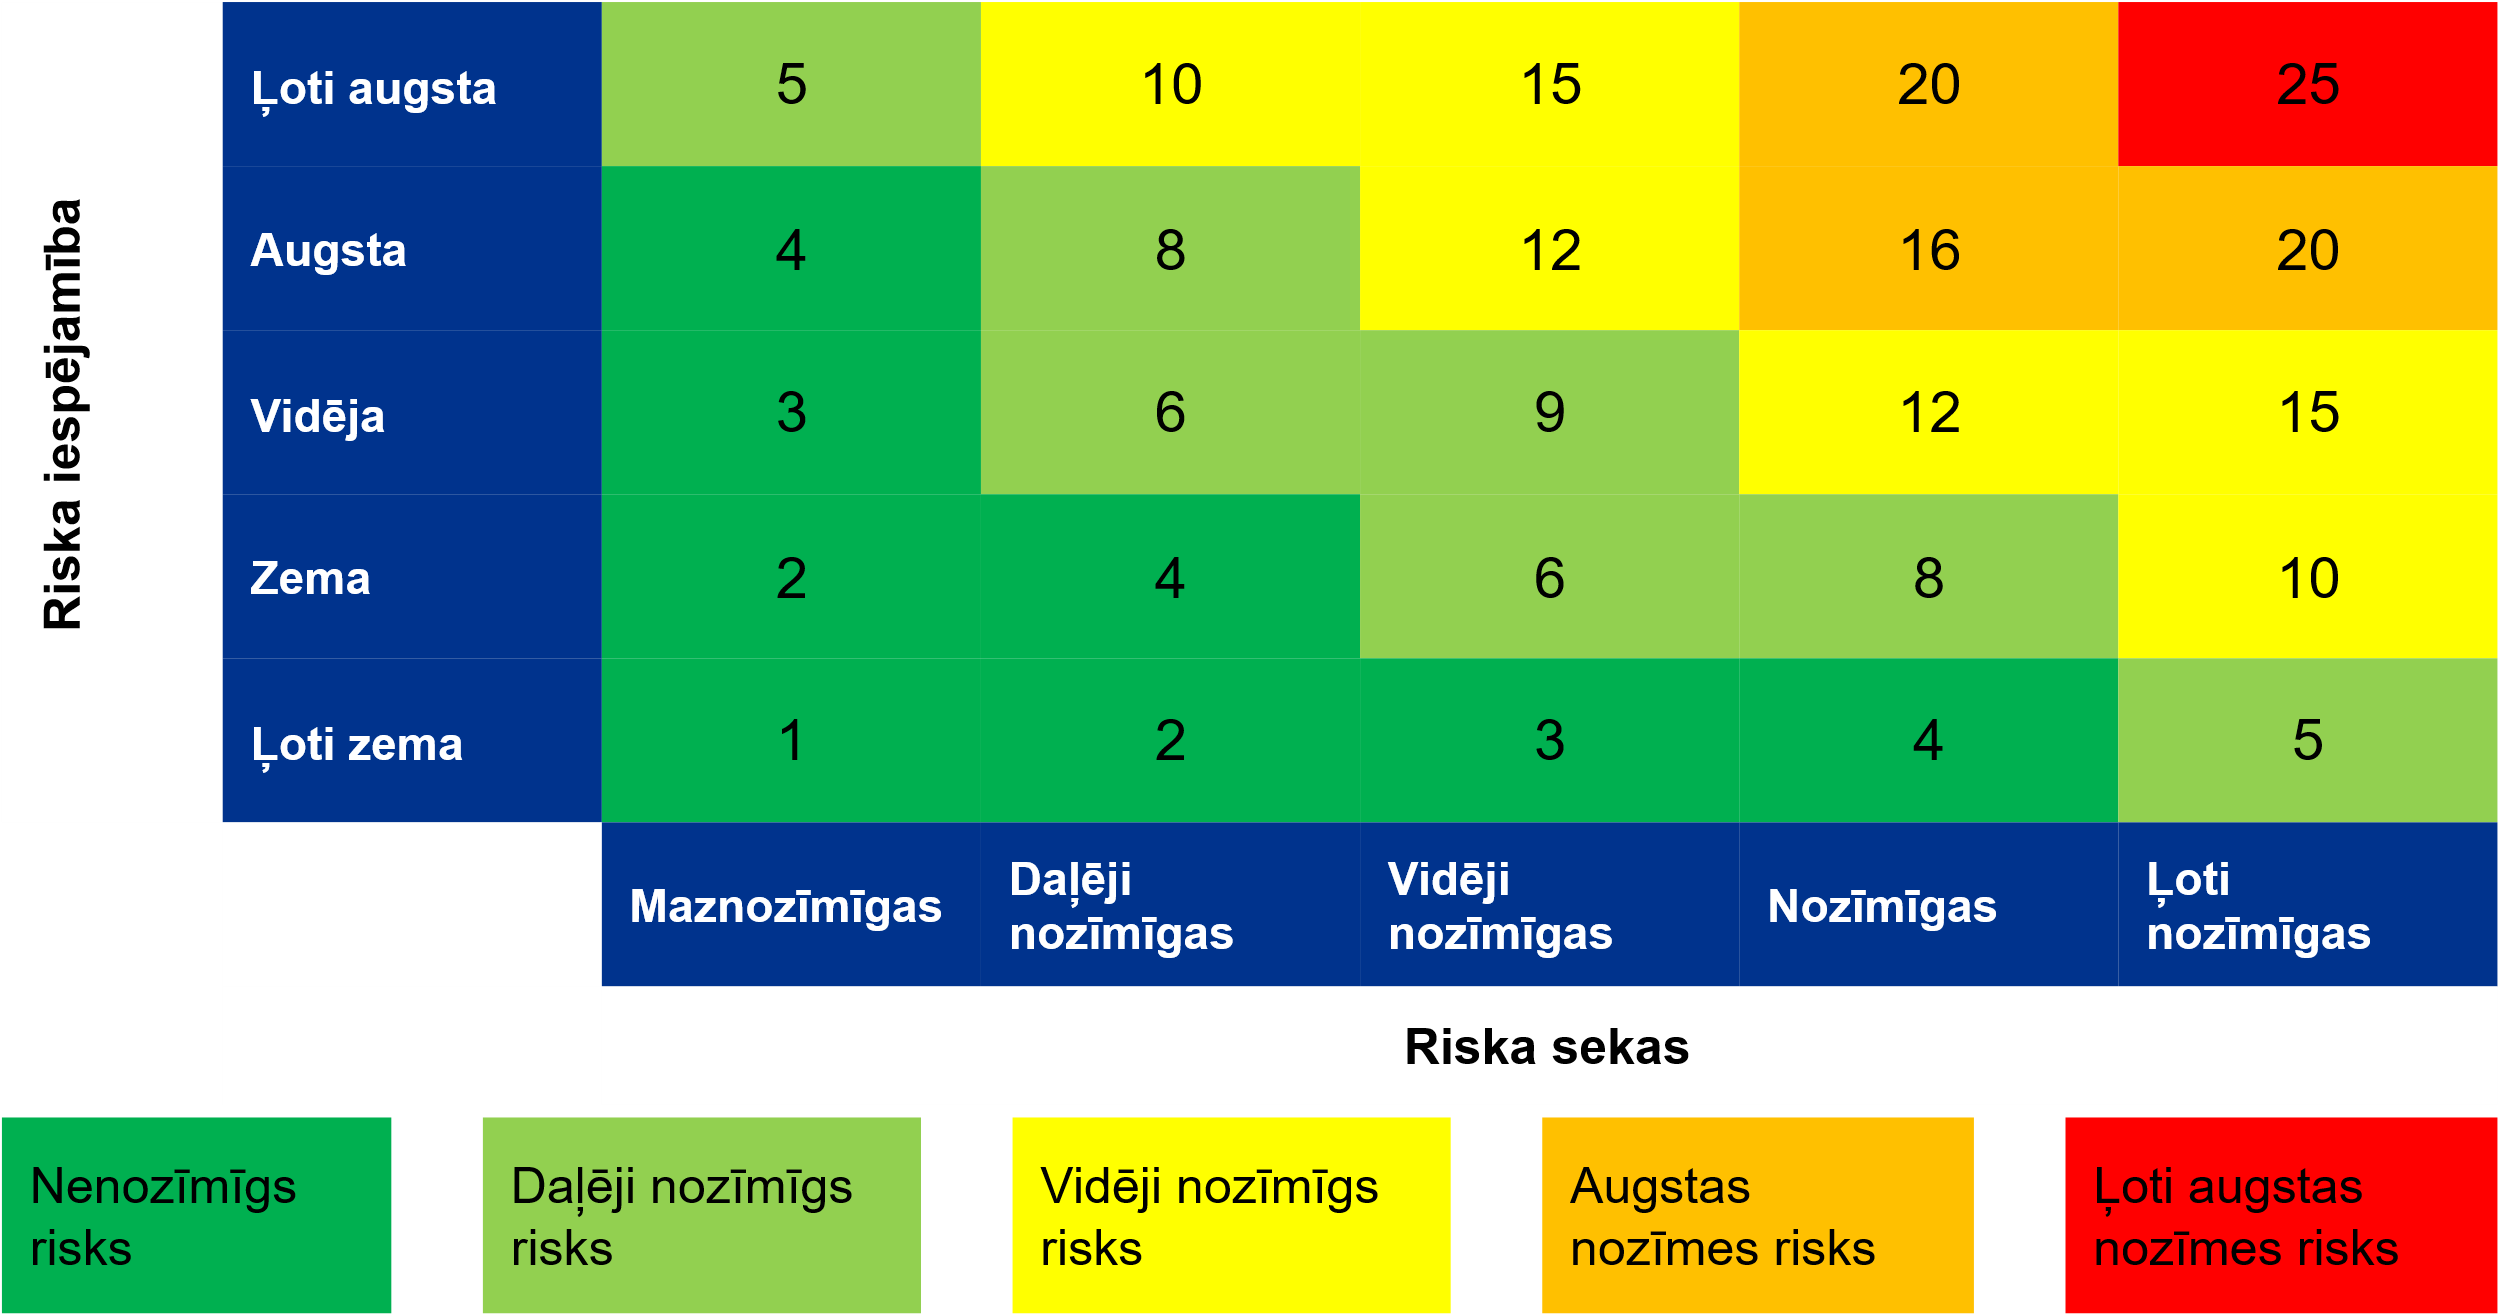 Riska iespējamība
Ļoti augsta 5 10 15 20 25
Augsta 4 8 12 16 20
Vidēja 3 6 9 12 15
Zema 2 4 6 8 10
Ļoti zema 1 2 3 4 5
Maznozīmīgas
Daļēji
nozīmīgas
Vidēji
nozīmīgas
Nozīmīgas
Ļoti
nozīmīgas
Riska sekas
Nenozīmīgs
risks
Daļēji nozīmīgs
risks
Vidēji nozīmīgs
risks
Augstas
nozīmes risks
Ļoti augstas
nozīmes risks